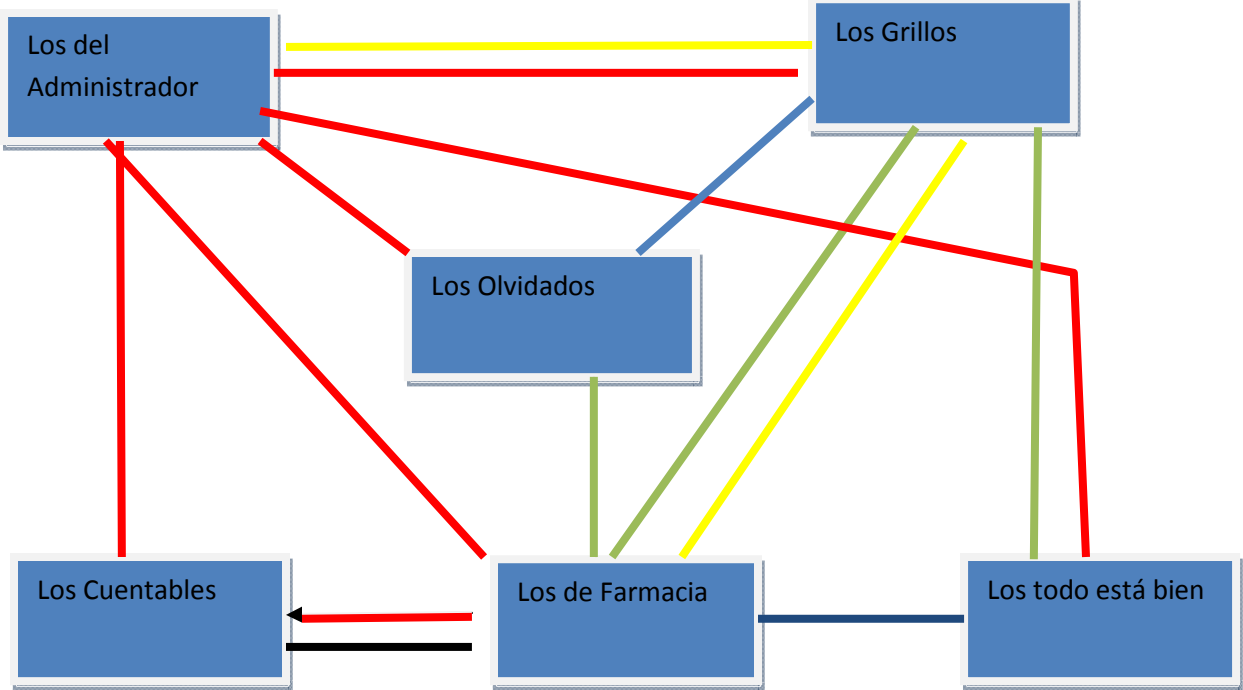 Los del
Administrador
Los Grillos
Los Olvidados
Los Cuentables
Los de Farmacia
Los todo está bien